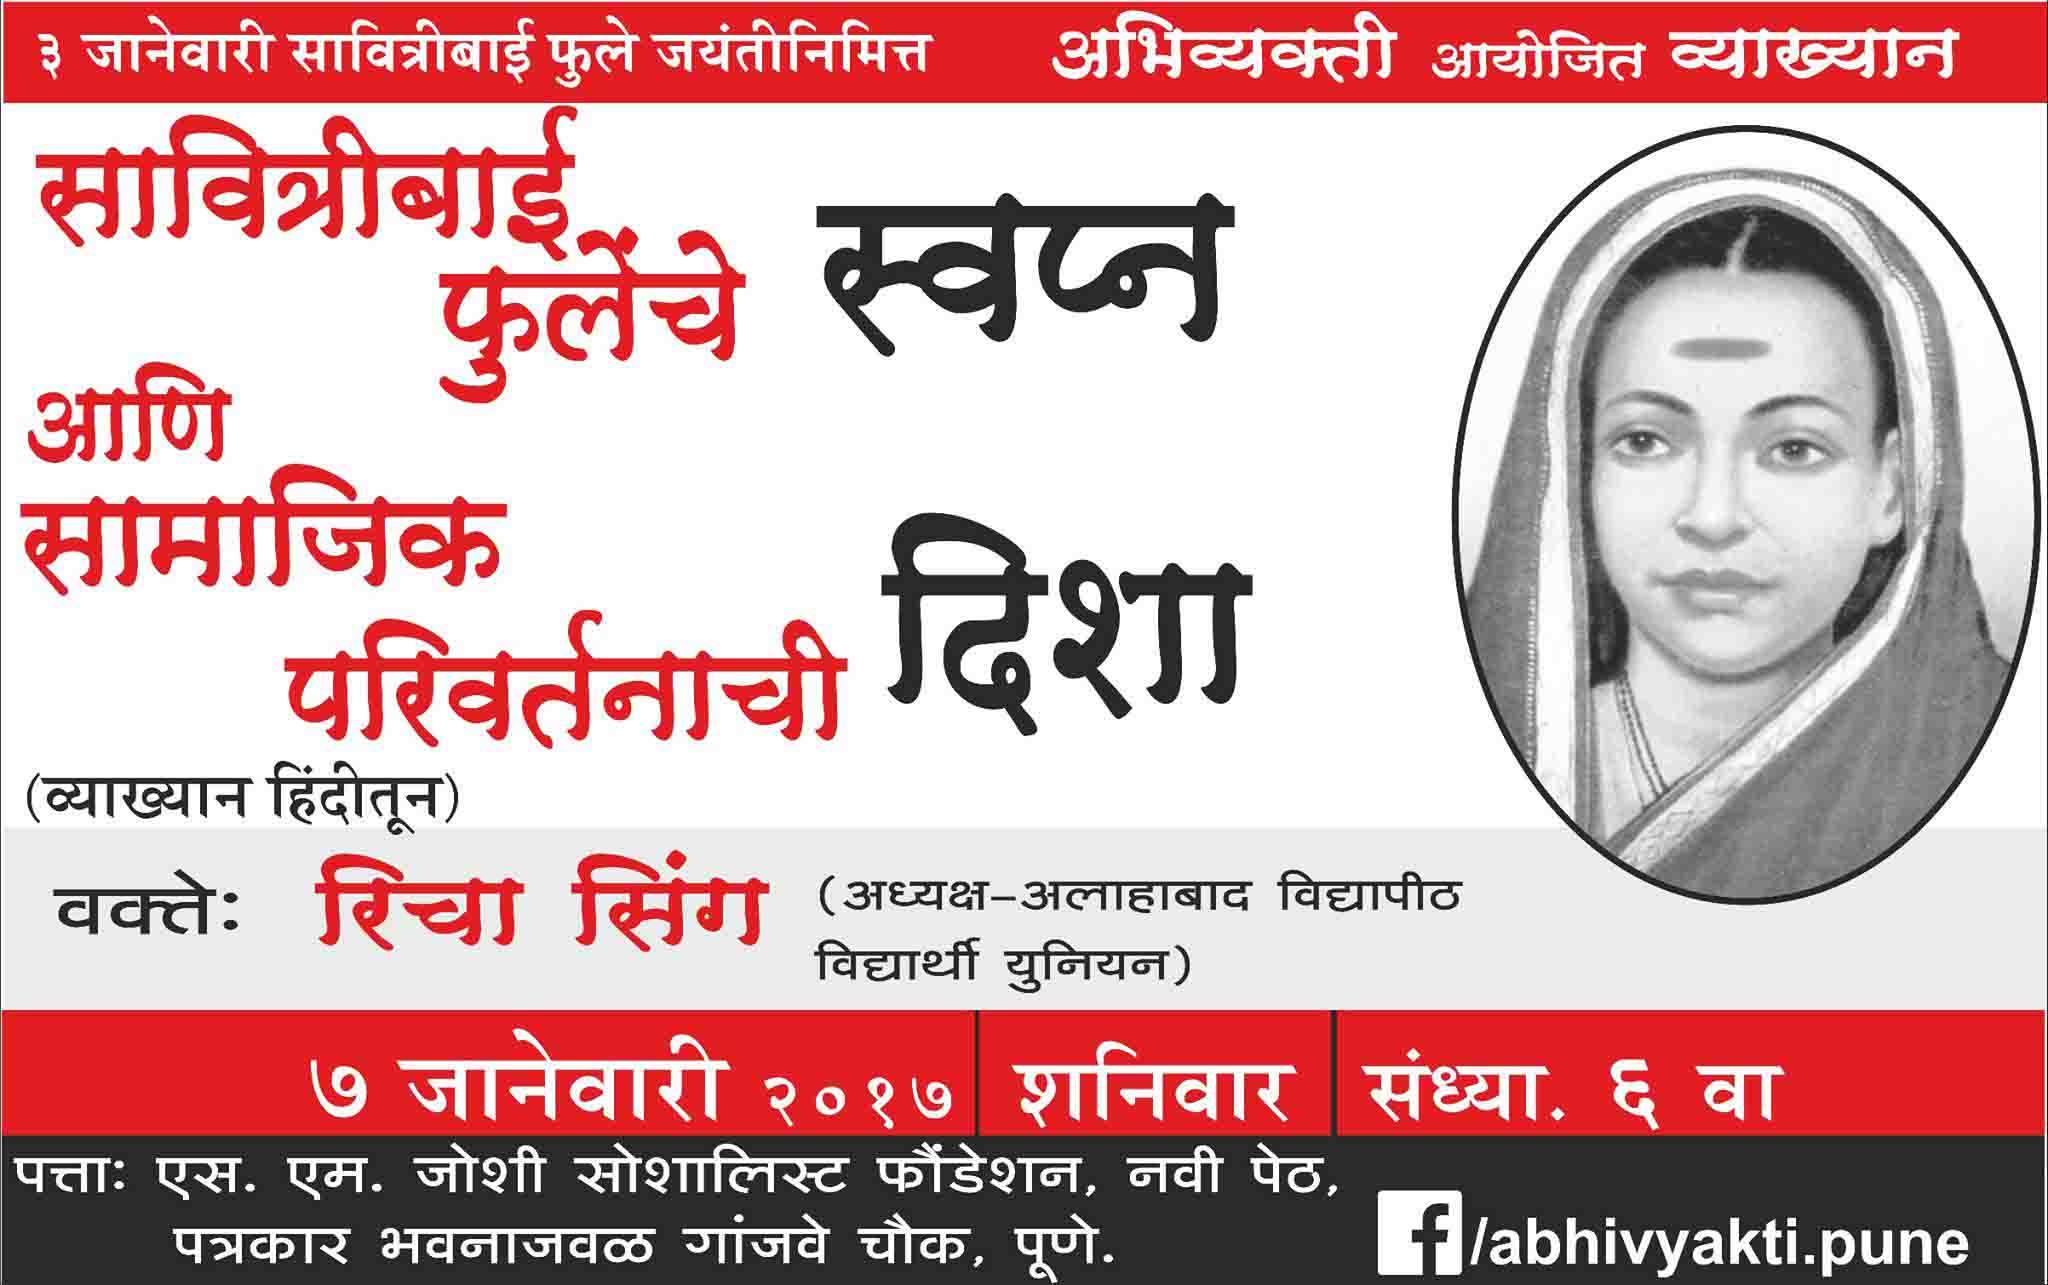 ३ जानेवारी सावित्रीबाई फुले जयंतीनिमित्त अभिव्यक्ती आयोजित व्याख्यान
सावित्रीबाई
फुलेंचे स्वप्न
आणि
सामाजिक
परिवर्तनाची दिशा
(व्याख्यान हिंदीतून)
वक्ते: रिचा सिंग (अध्यक्ष-अलाहाबाद विद्यापीठ
विद्यार्थी युनियन)
७ जानेवारी २०१७ शनिवार संध्या. ६ वा
पत्ता: एस. एम. जोशी सोशालिस्ट फौंडेशन, नवी पेठ,
पत्रकार भवनाजवळ गांजवे चौक, पूणे.
f/abhivyakti.pune